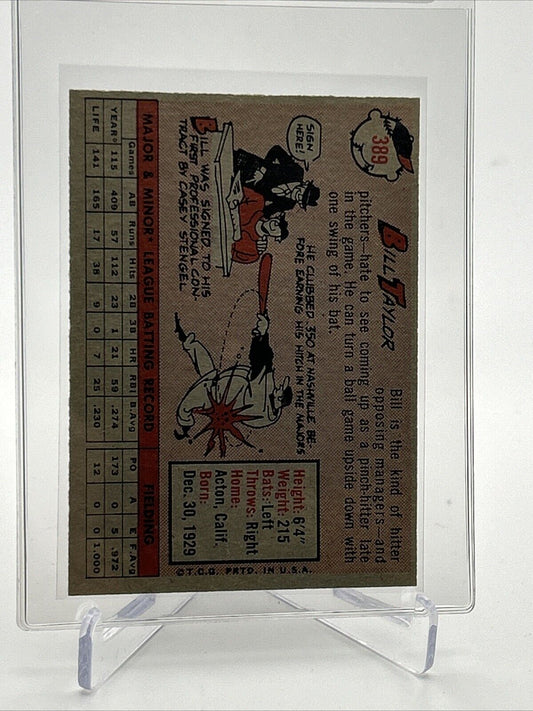 389
BILL TAYLOR
Bill is the kind of hitter
opposing managers—and
pitchers—hate to see coming up as a pinch-hitter late
in the game. He can turn a ball game upside down with
one swing of his bat.
SIGN
HERE!
BILL WAS SIGNED TO HIS
FIRST PROFESSIONAL CON-
TRACT BY CASEY STENGEL.
HE CLUBBED .350 AT NASHVILLE BE-
FORE EARNING HIS HITCH IN THE MAJORS
Height: 6'4"
Weight: 215
Bats: Left
Throws: Right
Home:
Acton, Calif.
Born:
Dec. 30, 1929
MAJOR & MINOR* LEAGUE BATTING RECORD FIELDING
Games AB Runs Hits 2B 3B HR RBI B.Avg PO A E F.Avg
YEAR* 115 409 57 112 23 1 21 59 .274 173 0 5 .972
LIFE 141 165 17 38 9 0 7 25 .230 12 0 0 1.000
©T.C.G. PRTD. IN U.S.A.